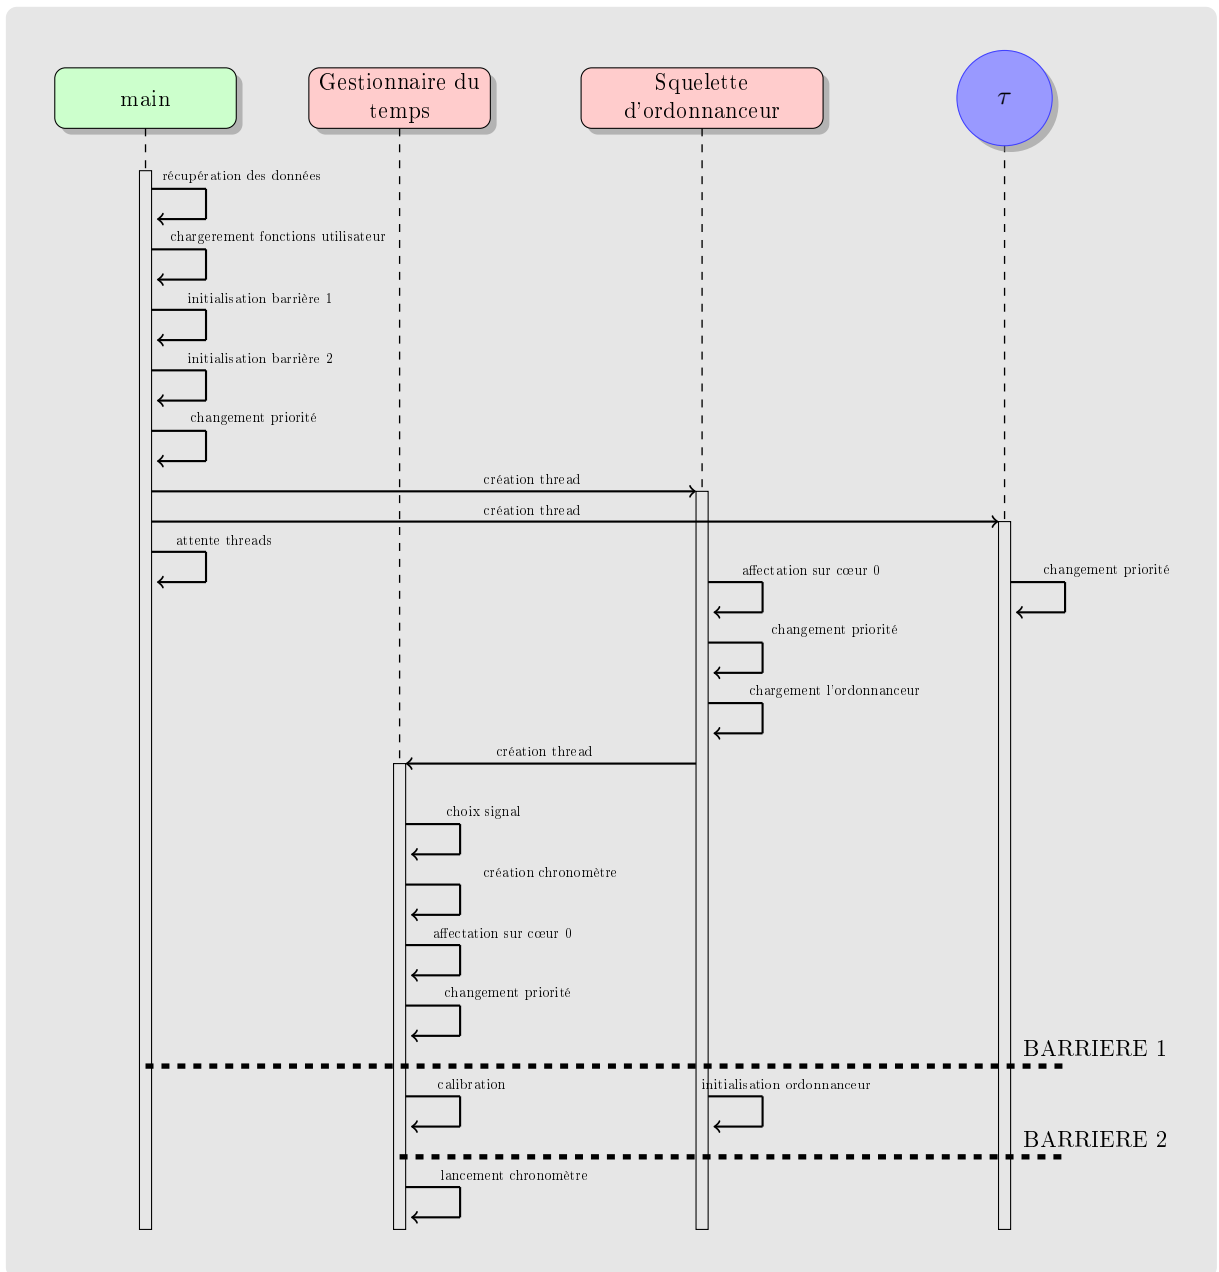 main
Gestionnaire du
temps
Squelette
d'ordonnanceur
τ
récupération des données
chargerement fonctions utilisateur
initialisation barrière 1
initialisation barrière 2
changement priorité
création thread
création thread
attente threads
affectation sur cœur 0
changement priorité
changement priorité
chargement l'ordonnanceur
création thread
choix signal
création chronomètre
affectation sur cœur 0
changement priorité
BARRIERE 1
calibration
initialisation ordonnanceur
BARRIERE 2
lancement chronomètre